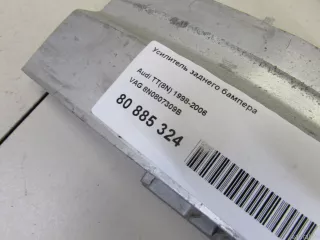 Усилитель заднего бампера
Audi TT(8N) 1998-2006
VAG 8N0807309B
80 885 324